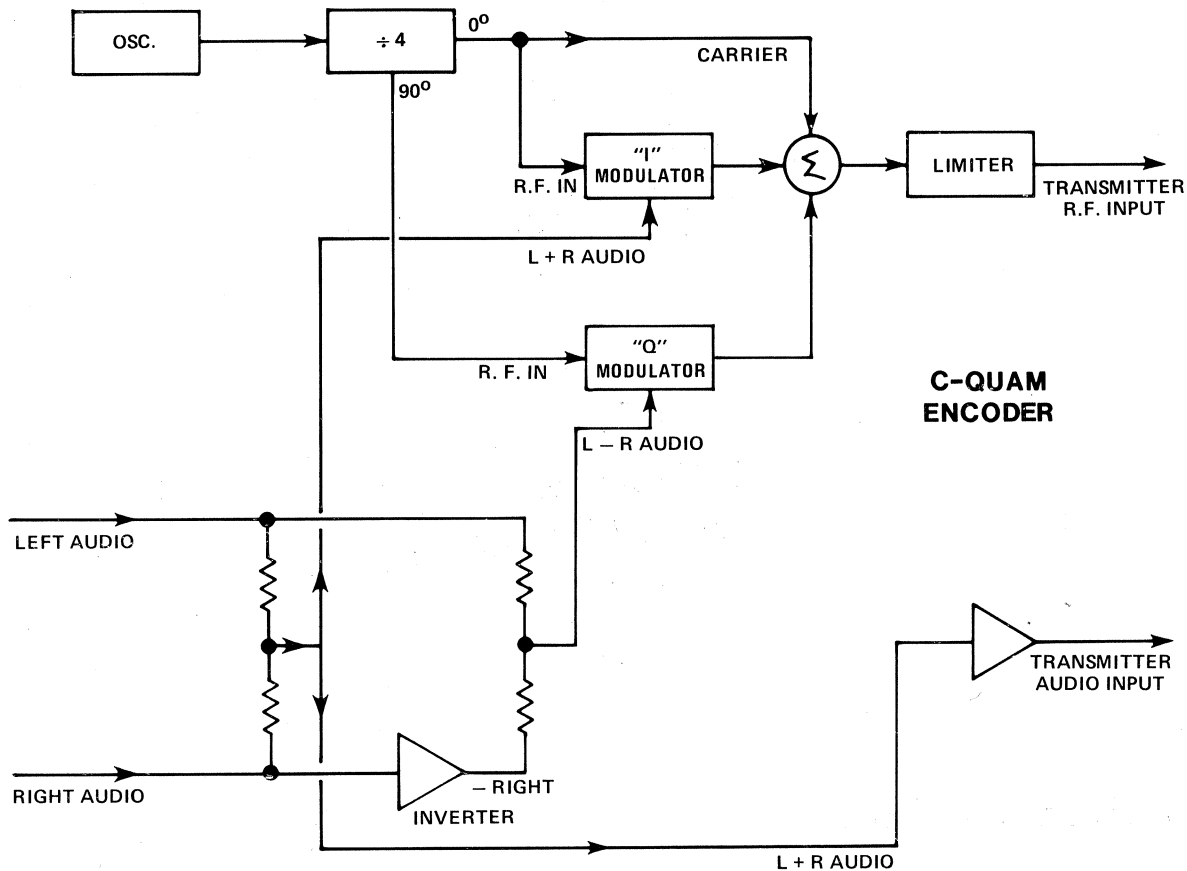 OSC.
÷4
0°
90°
CARRIER
"I"
MODULATOR
R.F. IN
Σ
LIMITER
TRANSMITTER
R.F. INPUT
L + R AUDIO
"Q"
MODULATOR
R. F. IN
C-QUAM
ENCODER
L – R AUDIO
LEFT AUDIO
TRANSMITTER
AUDIO INPUT
RIGHT AUDIO
– RIGHT
INVERTER
L + R AUDIO